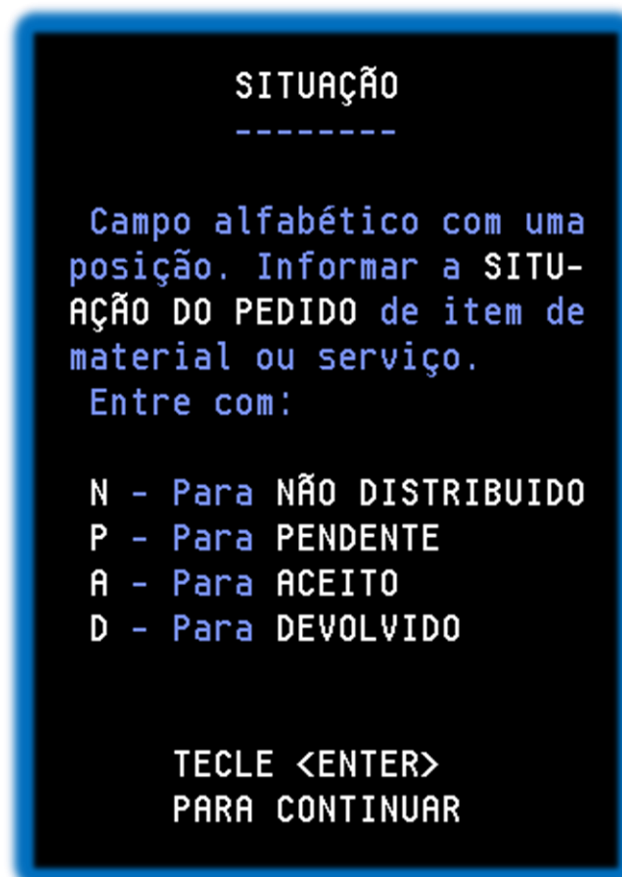 SITUAÇÃO
--------
Campo alfabético com uma
posição. Informar a SITU-
AÇÃO DO PEDIDO de item de
material ou serviço.
Entre com:
N - Para NÃO DISTRIBUIDO
P - Para PENDENTE
A - Para ACEITO
D - Para DEVOLVIDO
TECLE <ENTER>
PARA CONTINUAR